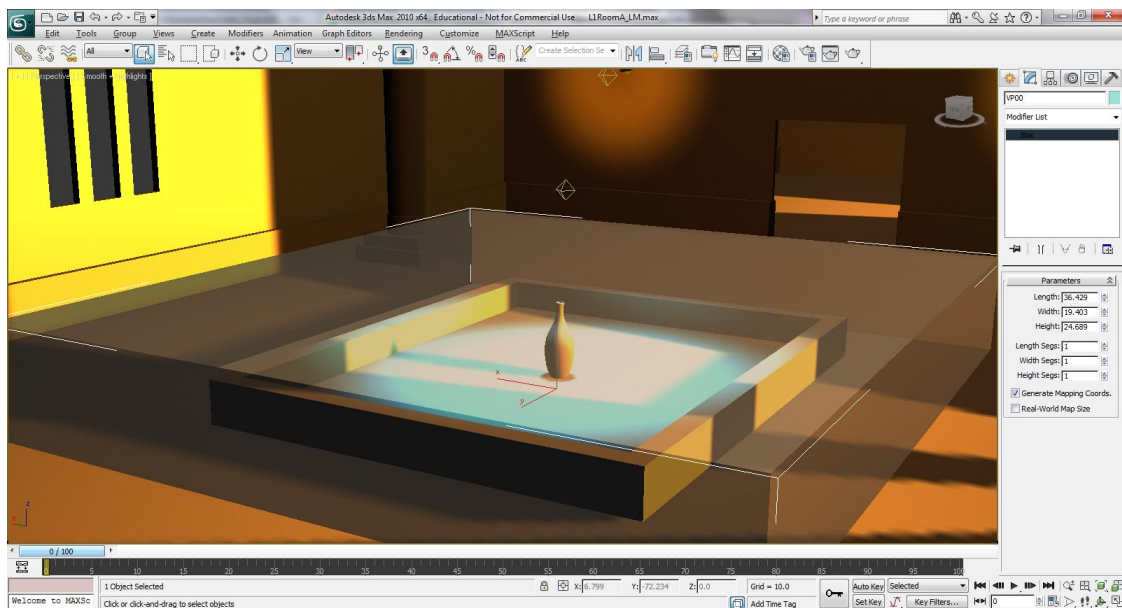 Autodesk 3ds Max 2010 x64 Educational - Not for Commercial Use L1RoomA_LM.max
Type a keyword or phrase
Edit Tools Group Views Create Modifiers Animation Graph Editors Rendering Customize MAXScript Help
All
View
3
ABC
Create Selection Se
[ + ] [ Perspective ] [ Smooth + Highlights ]
VP00
Modifier List
Box
Parameters
Length: 36.429
Width: 19.403
Height: 24.689
Length Segs: 1
Width Segs: 1
Height Segs: 1
Generate Mapping Coords.
Real-World Map Size
x
z
0 / 100
0 5 10 15 20 25 30 35 40 45 50 55 60 65 70 75 80 85 90 95 100
1 Object Selected
X: 6.799 Y: -72.234 Z: 0.0 Grid = 10.0
Auto Key Selected
Welcome to MAXSc
Click or click-and-drag to select objects
Add Time Tag
Set Key Key Filters... 0